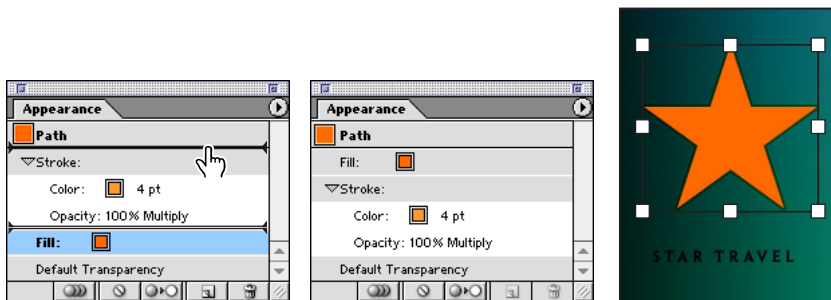 Appearance
Path
Stroke:
Color: 4 pt
Opacity: 100% Multiply
Fill:
Default Transparency
Appearance
Path
Fill:
Stroke:
Color: 4 pt
Opacity: 100% Multiply
Default Transparency
STAR TRAVEL